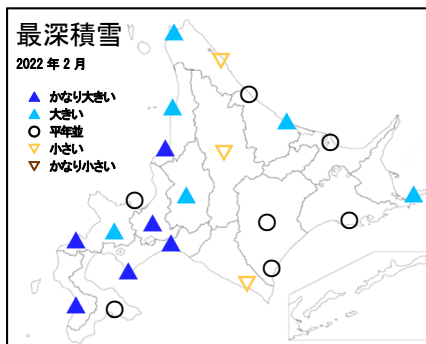 最深積雪
2022 年 2 月
かなり大きい
大きい
平年並
小さい
かなり小さい